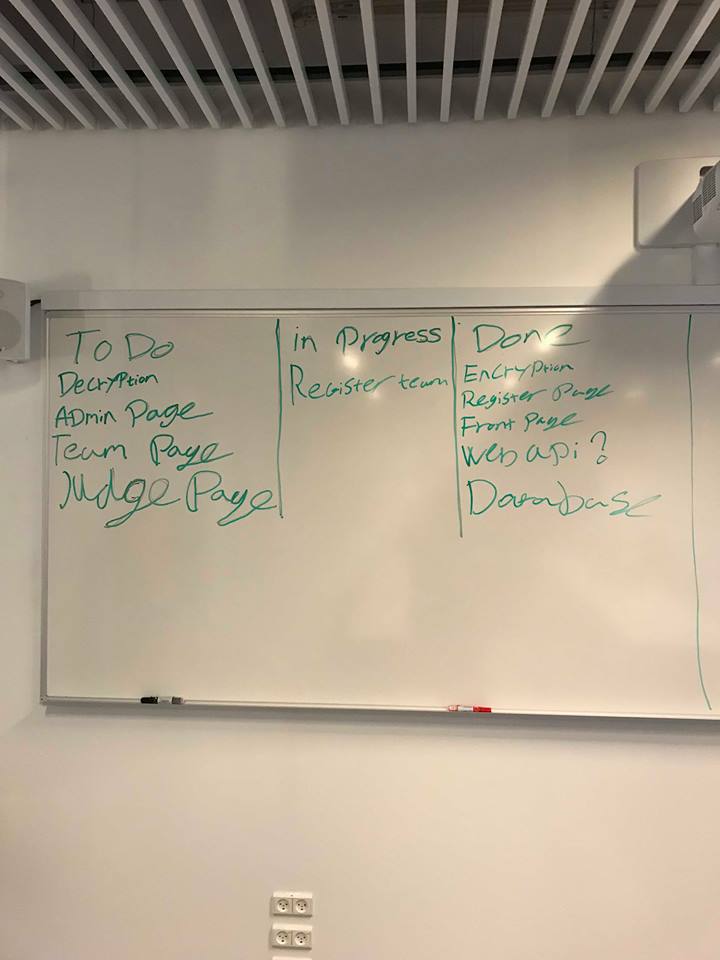 To Do
Decryption
Admin Page
Team Page
Judge Page
in Progress
Register team
Done
Encryption
Register Page
Front Page
Web api?
Database